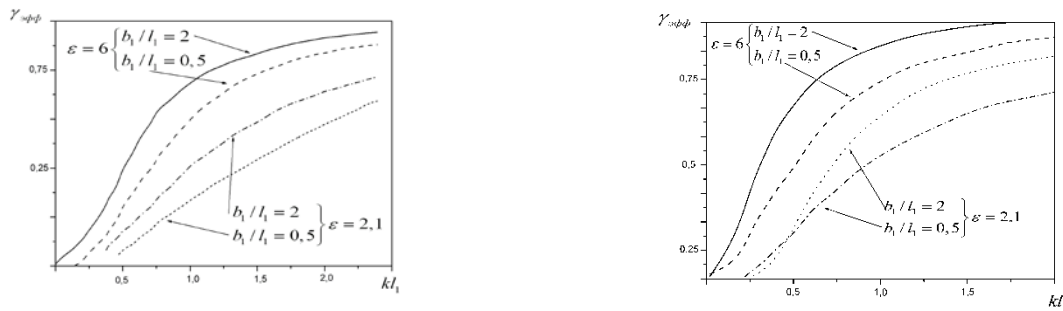 γ_эфф
ε = 6 { b₁ / l₁ = 2
b₁ / l₁ = 0,5
0,75
0,25
b₁ / l₁ = 2
b₁ / l₁ = 0,5 } ε = 2,1
0,5 1,0 1,5 2,0
kl₁
γ_эфф
ε = 6 { b₁ / l₁ − 2
b₁ / l₁ = 0,5
0,75
0,5
0.25
b₁ / l₁ = 2
b₁ / l₁ = 0,5 } ε = 2,1
0,5 1,0 1,5
kl